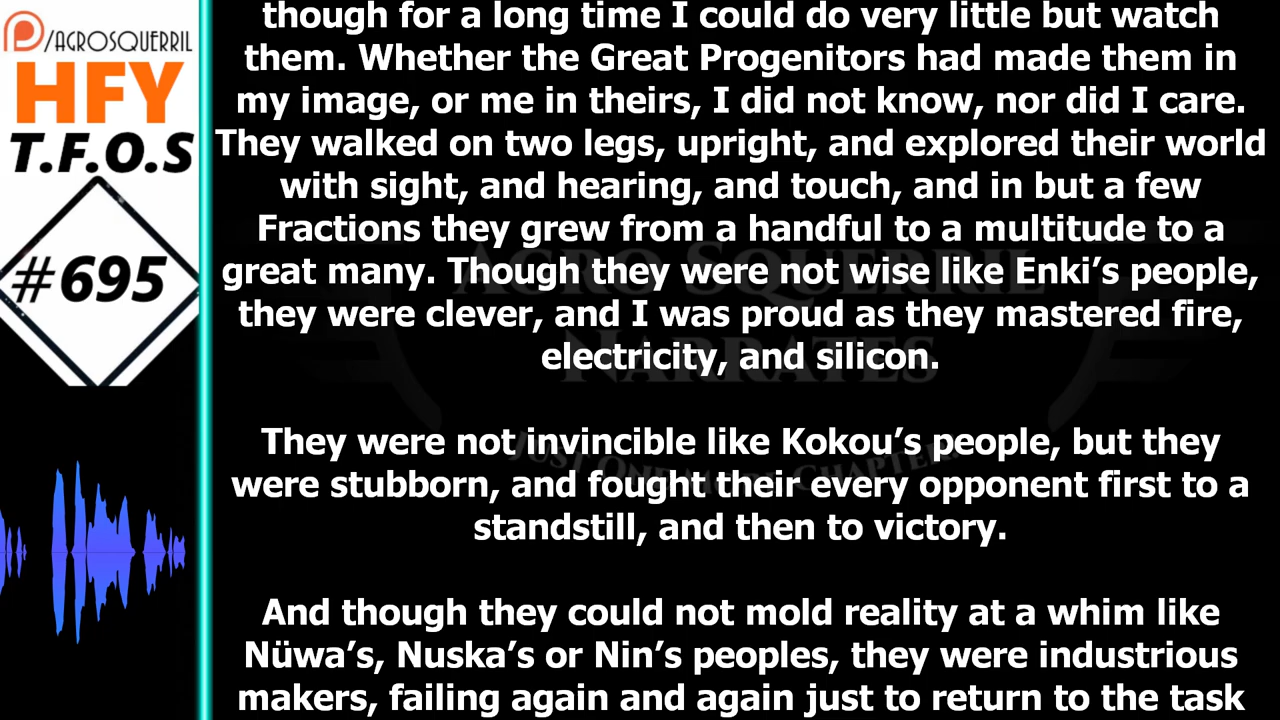 /AGROSQUERRIL
HFY
T.F.O.S
#695
though for a long time I could do very little but watch
them. Whether the Great Progenitors had made them in
my image, or me in theirs, I did not know, nor did I care.
They walked on two legs, upright, and explored their world
with sight, and hearing, and touch, and in but a few
Fractions they grew from a handful to a multitude to a
great many. Though they were not wise like Enki’s people,
they were clever, and I was proud as they mastered fire,
electricity, and silicon.
They were not invincible like Kokou’s people, but they
were stubborn, and fought their every opponent first to a
standstill, and then to victory.
And though they could not mold reality at a whim like
Nüwa’s, Nuska’s or Nin’s peoples, they were industrious
makers, failing again and again just to return to the task
AGRO SQUERRIL
NARRATES
JUST ONE MORE CHAPTER